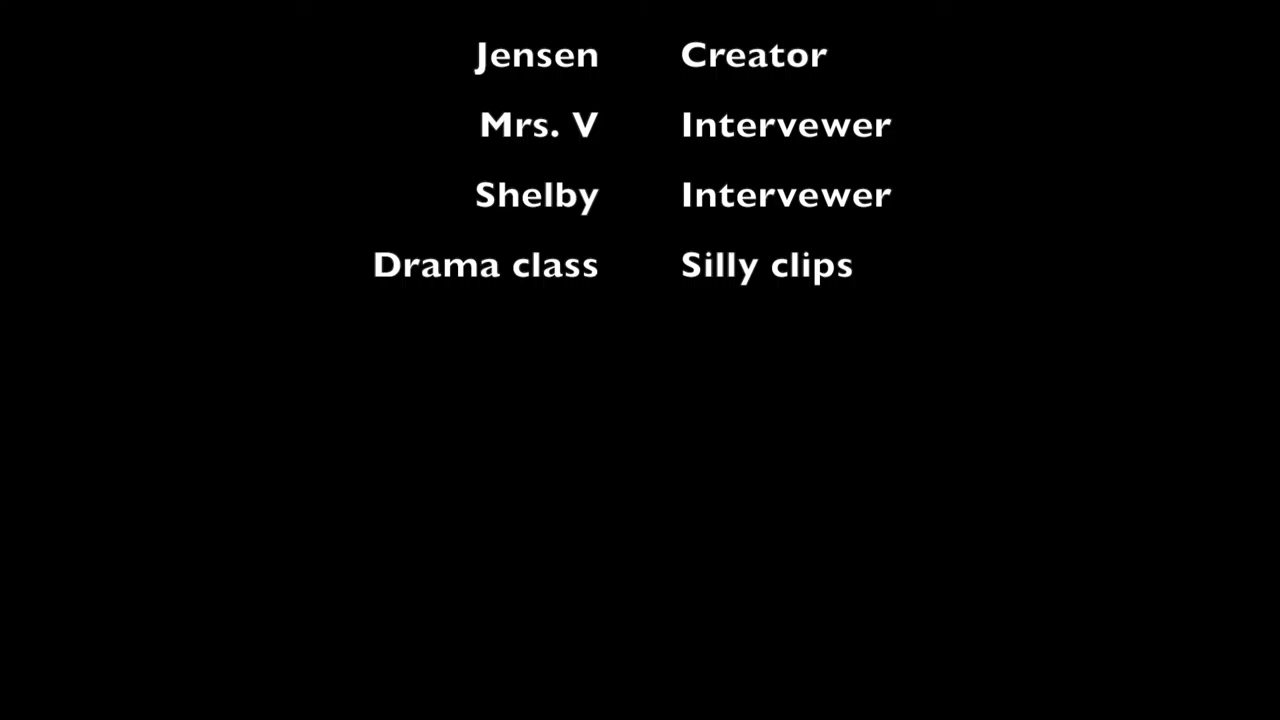 Jensen Creator
Mrs. V Intervewer
Shelby Intervewer
Drama class Silly clips